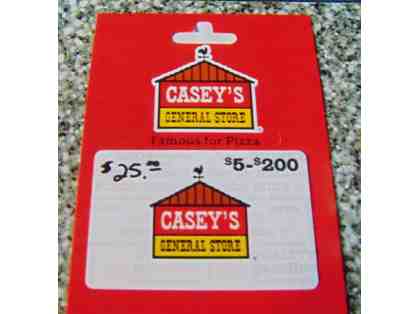 CASEY'S
GENERAL STORE
Famous for Pizza
$25.00 $5-$200
CASEY'S
GENERAL STORE